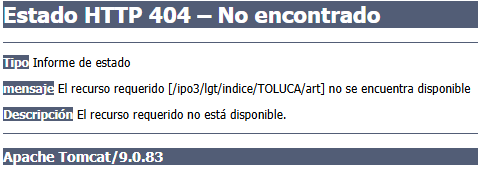 Estado HTTP 404 – No encontrado
Tipo Informe de estado
mensaje El recurso requerido [/ipo3/lgt/indice/TOLUCA/art] no se encuentra disponible
Descripción El recurso requerido no está disponible.
Apache Tomcat/9.0.83